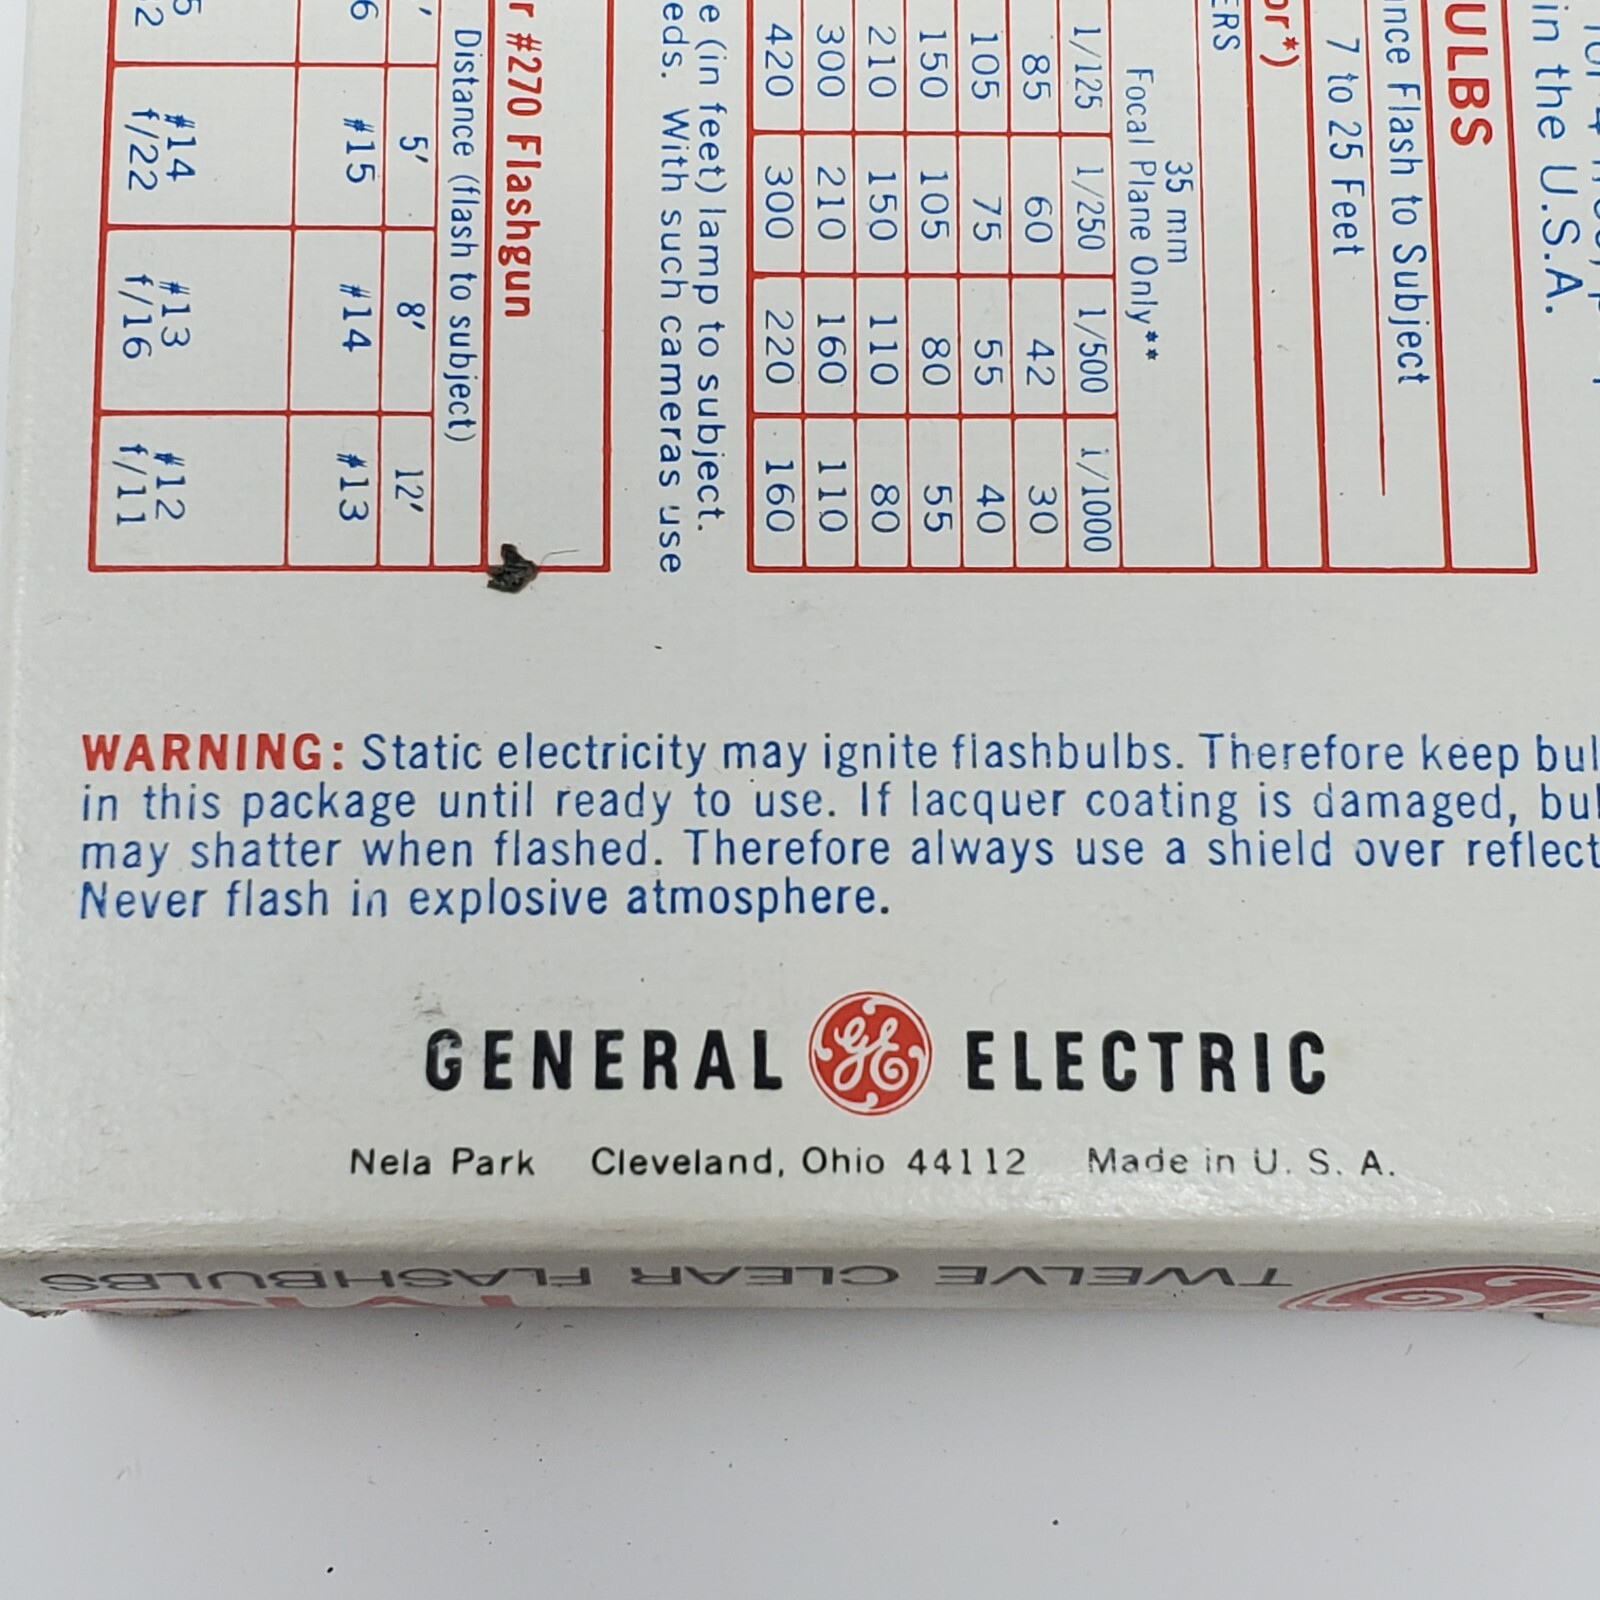 in the U.S.A.
ULBS
Flash to Subject
7 to 25 Feet
35 mm
Focal Plane Only**
1/125 1/250 1/500 1/1000
85 60 42 30
105 75 55 40
150 105 80 55
210 150 110 80
300 210 160 110
420 300 220 160
(in feet) lamp to subject.
With such cameras use
#270 Flashgun
Distance (flash to subject)
5' 8' 12'
#15 #14 #13
#14 #13 #12
f/22 f/16 f/11
WARNING: Static electricity may ignite flashbulbs. Therefore keep bul
in this package until ready to use. If lacquer coating is damaged, bul
may shatter when flashed. Therefore always use a shield over reflect
Never flash in explosive atmosphere.
GENERAL GE ELECTRIC
Nela Park Cleveland, Ohio 44112 Made in U. S. A.
TWELVE CLEAR FLASHBULBS